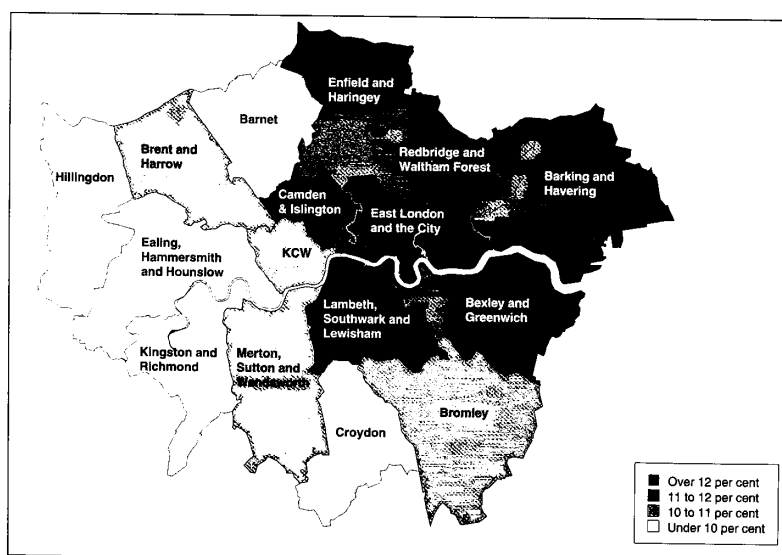 Enfield and
Haringey
Barnet
Brent and
Harrow
Redbridge and
Waltham Forest
Barking and
Havering
Hillingdon
Camden
& Islington
East London
and the City
Ealing,
Hammersmith
and Hounslow
KCW
Lambeth,
Southwark and
Lewisham
Bexley and
Greenwich
Kingston and
Richmond
Merton,
Sutton and
Wandsworth
Bromley
Croydon
Over 12 per cent
11 to 12 per cent
10 to 11 per cent
Under 10 per cent